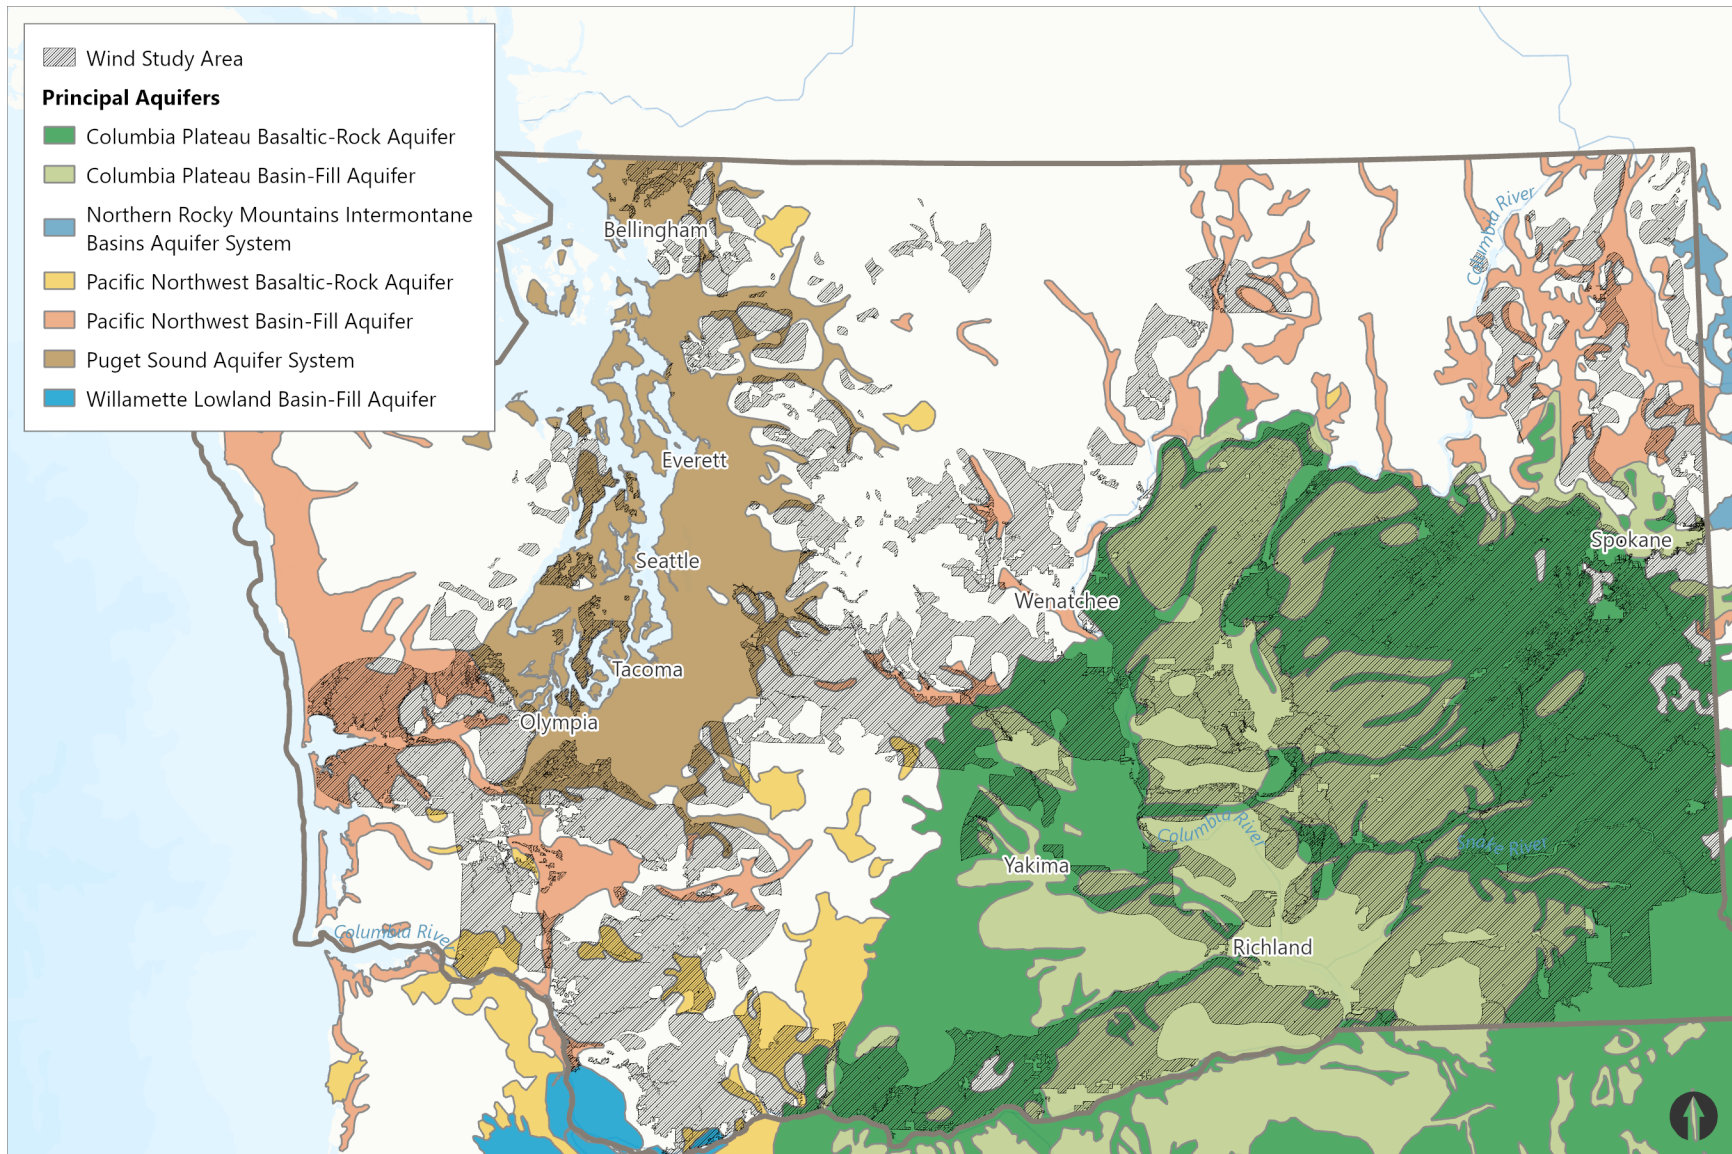 Wind Study Area
Principal Aquifers
Columbia Plateau Basaltic-Rock Aquifer
Columbia Plateau Basin-Fill Aquifer
Northern Rocky Mountains Intermontane
Basins Aquifer System
Pacific Northwest Basaltic-Rock Aquifer
Pacific Northwest Basin-Fill Aquifer
Puget Sound Aquifer System
Willamette Lowland Basin-Fill Aquifer
Bellingham
Columbia River
Everett
Spokane
Seattle
Wenatchee
Tacoma
Olympia
Columbia River
Snake River
Yakima
Columbia River
Richland